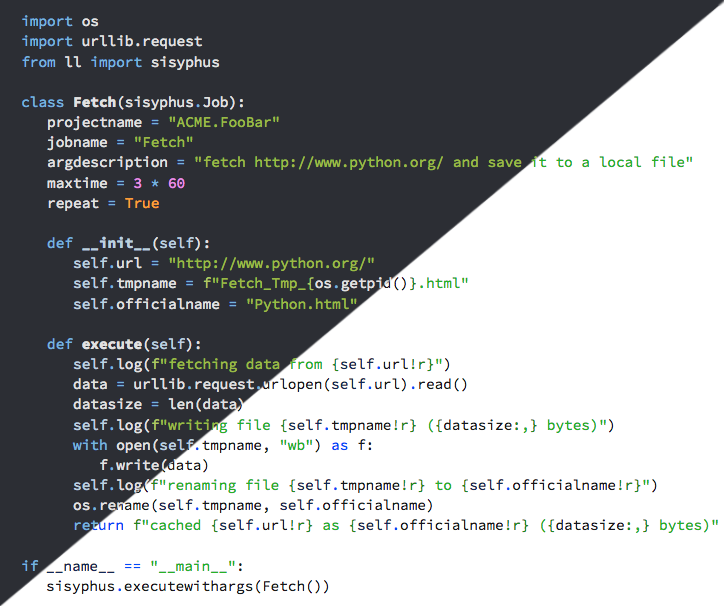 import os
import urllib.request
from ll import sisyphus
class Fetch(sisyphus.Job):
projectname = "ACME.FooBar"
jobname = "Fetch"
argdescription = "fetch http://www.python.org/ and save it to a local file"
maxtime = 3 * 60
repeat = True
def __init__(self):
self.url = "http://www.python.org/"
self.tmpname = f"Fetch_Tmp_{os.getpid()}.html"
self.officialname = "Python.html"
def execute(self):
self.log(f"fetching data from {self.url!r}")
data = urllib.request.urlopen(self.url).read()
datasize = len(data)
self.log(f"writing file {self.tmpname!r} ({datasize:,} bytes)")
with open(self.tmpname, "wb") as f:
f.write(data)
self.log(f"renaming file {self.tmpname!r} to {self.officialname!r}")
os.rename(self.tmpname, self.officialname)
return f"cached {self.url!r} as {self.officialname!r} ({datasize:,} bytes)"
if __name__ == "__main__":
sisyphus.executewithargs(Fetch())